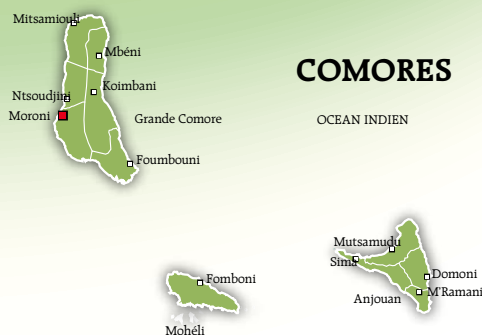 Mitsamiouli
Mbéni
COMORES
Koimbani
Ntsoudjini
Moroni
Grande Comore
OCEAN INDIEN
Foumbouni
Mutsamudu
Sima
Fomboni
Domoni
M'Ramani
Anjouan
Mohéli